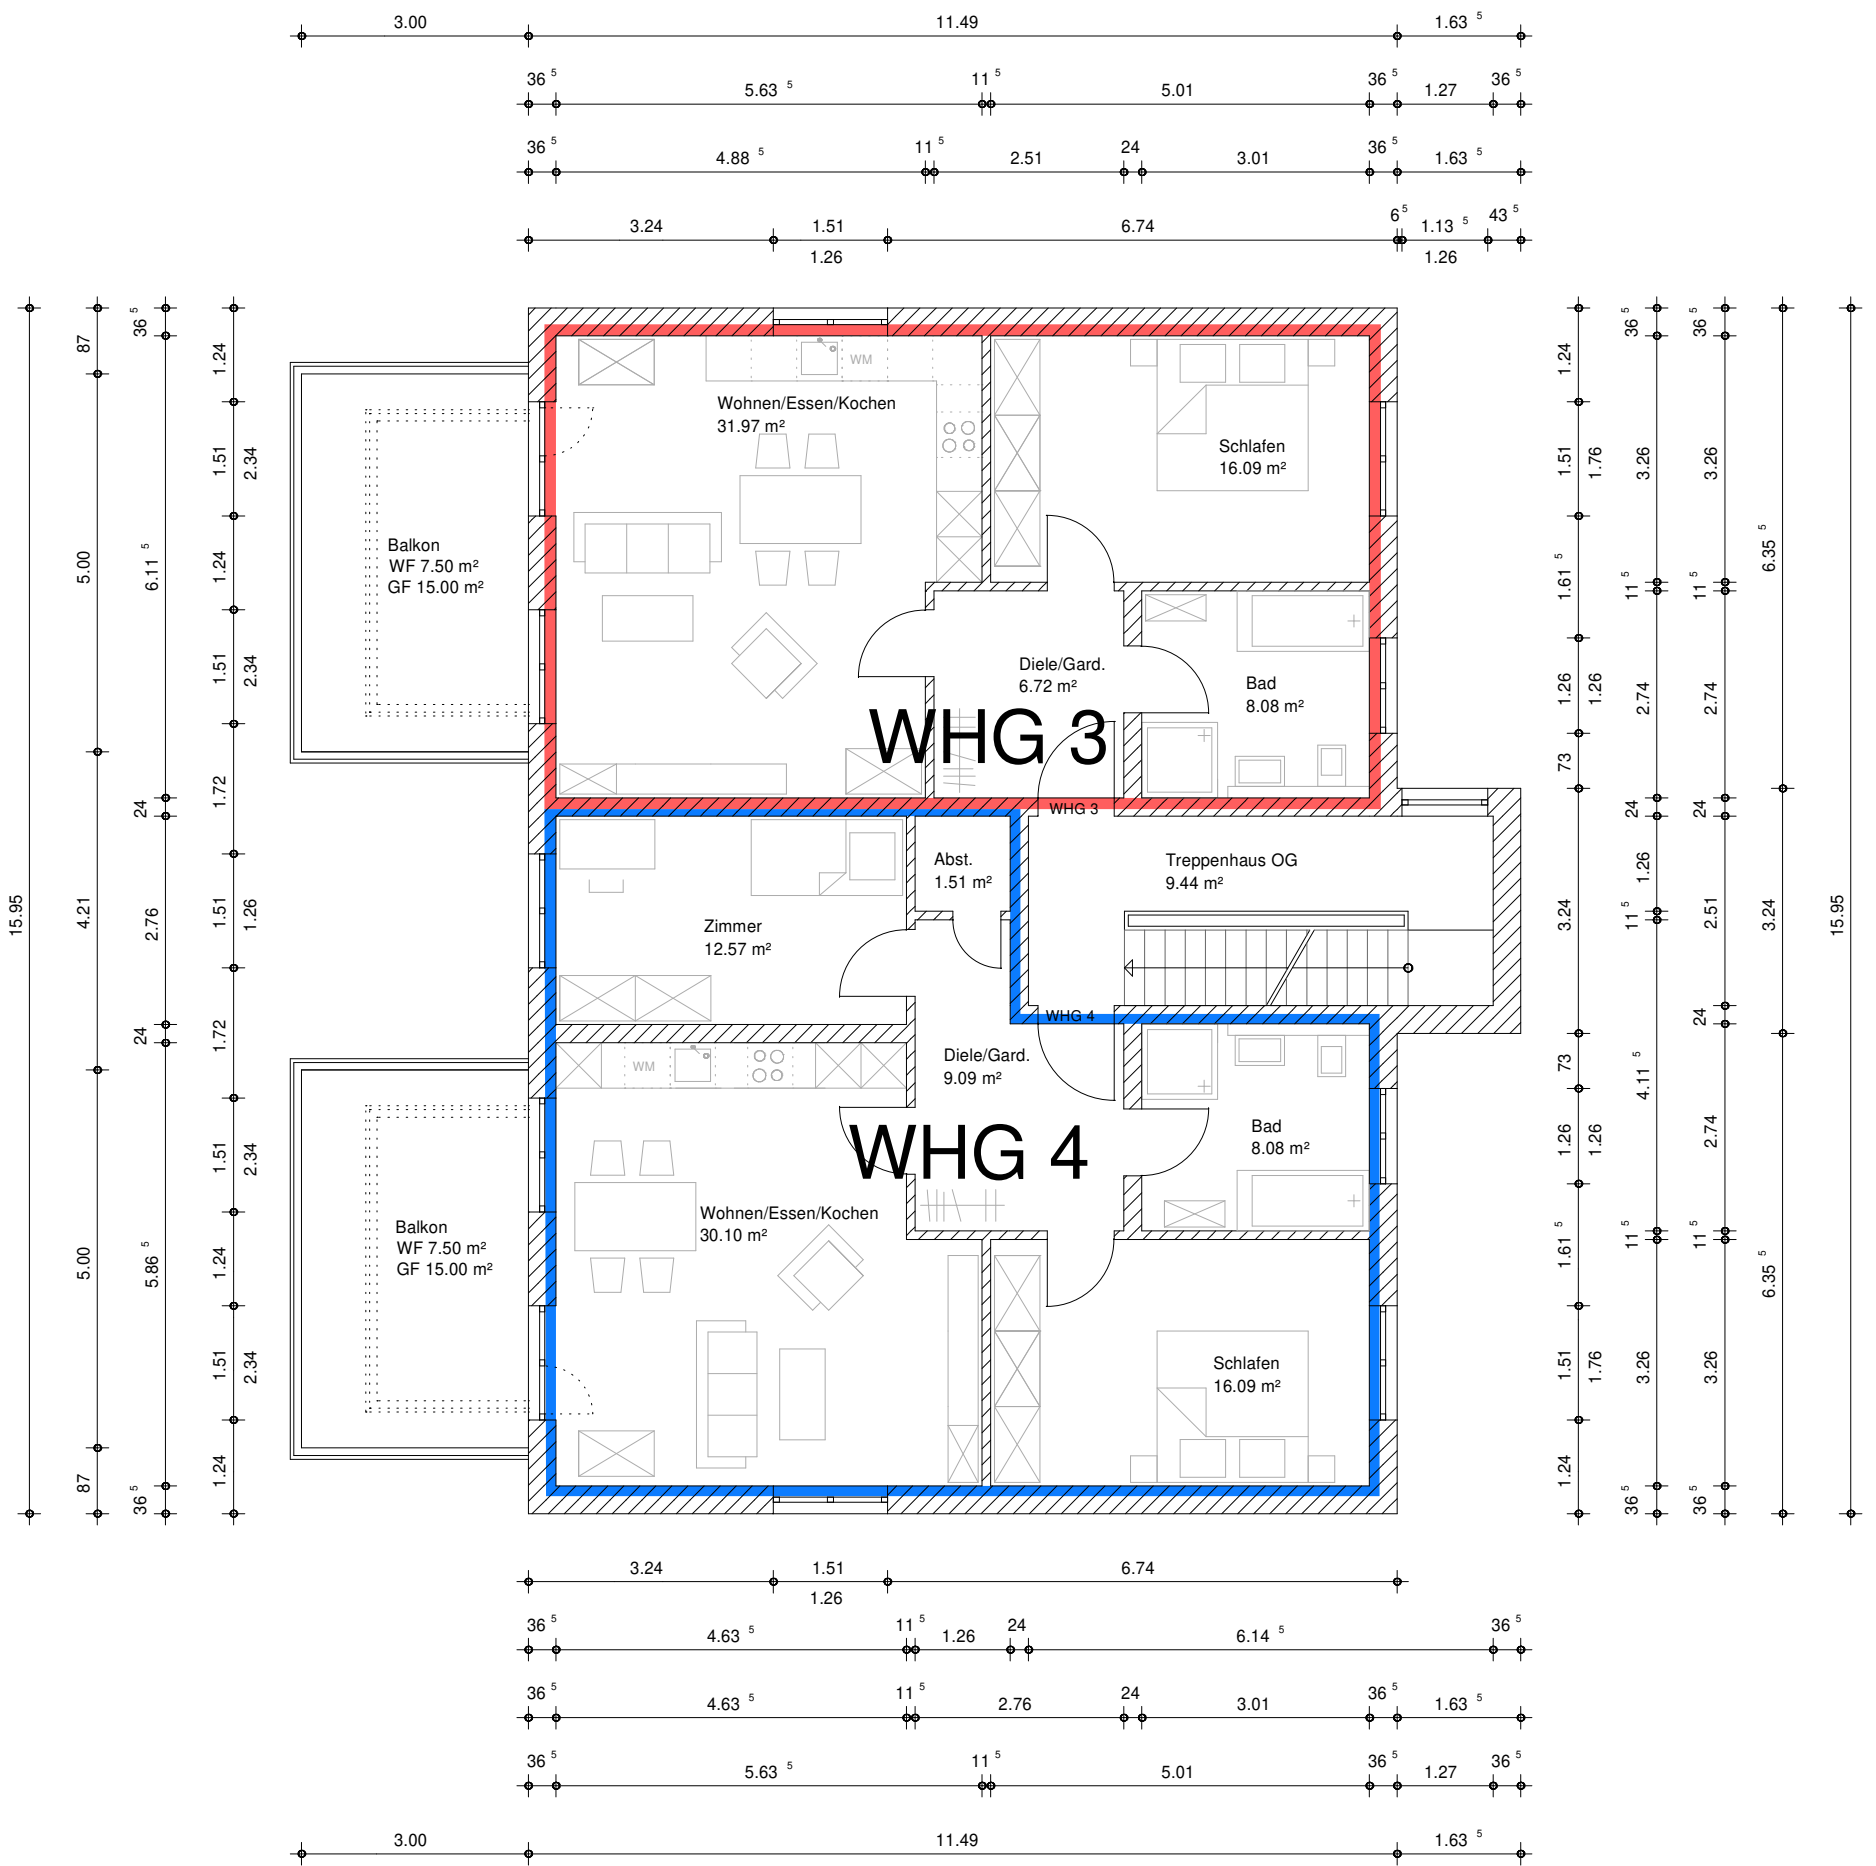 3.00 11.49 1.63 5
36 5 5.63 5 11 5 5.01 36 5 1.27 36 5
36 5 4.88 5 11 5 2.51 24 3.01 36 5 1.63 5
3.24 1.51 6.74 6 5 1.13 5 43 5
1.26 1.26
15.95
87 5.00 4.21 5.00 87
36 5 6.11 5 24 2.76 24 5.86 5 36 5
1.24 1.51 1.24 1.51 1.72 1.51 1.72 1.51 1.24 1.51 1.24
2.34 2.34 1.26 2.34 2.34
WM
Wohnen/Essen/Kochen
31.97 m²
Schlafen
16.09 m²
Balkon
WF 7.50 m²
GF 15.00 m²
Diele/Gard.
6.72 m²
Bad
8.08 m²
WHG 3
WHG 3
Abst.
1.51 m²
Treppenhaus OG
9.44 m²
Zimmer
12.57 m²
WHG 4
WM
Diele/Gard.
9.09 m²
Bad
8.08 m²
WHG 4
Wohnen/Essen/Kochen
30.10 m²
Balkon
WF 7.50 m²
GF 15.00 m²
Schlafen
16.09 m²
1.24 1.51 1.61 5 1.26 73 3.24 73 1.26 1.61 5 1.51 1.24
1.76 1.26 1.26 1.76
36 5 3.26 11 5 2.74 24 1.26 11 5 4.11 5 11 5 3.26 36 5
36 5 3.26 11 5 2.74 24 2.51 24 2.74 11 5 3.26 36 5
6.35 5 3.24 6.35 5
15.95
3.24 1.51 6.74
1.26
36 5 4.63 5 11 5 1.26 24 6.14 5 36 5
36 5 4.63 5 11 5 2.76 24 3.01 36 5 1.63 5
36 5 5.63 5 11 5 5.01 36 5 1.27 36 5
3.00 11.49 1.63 5